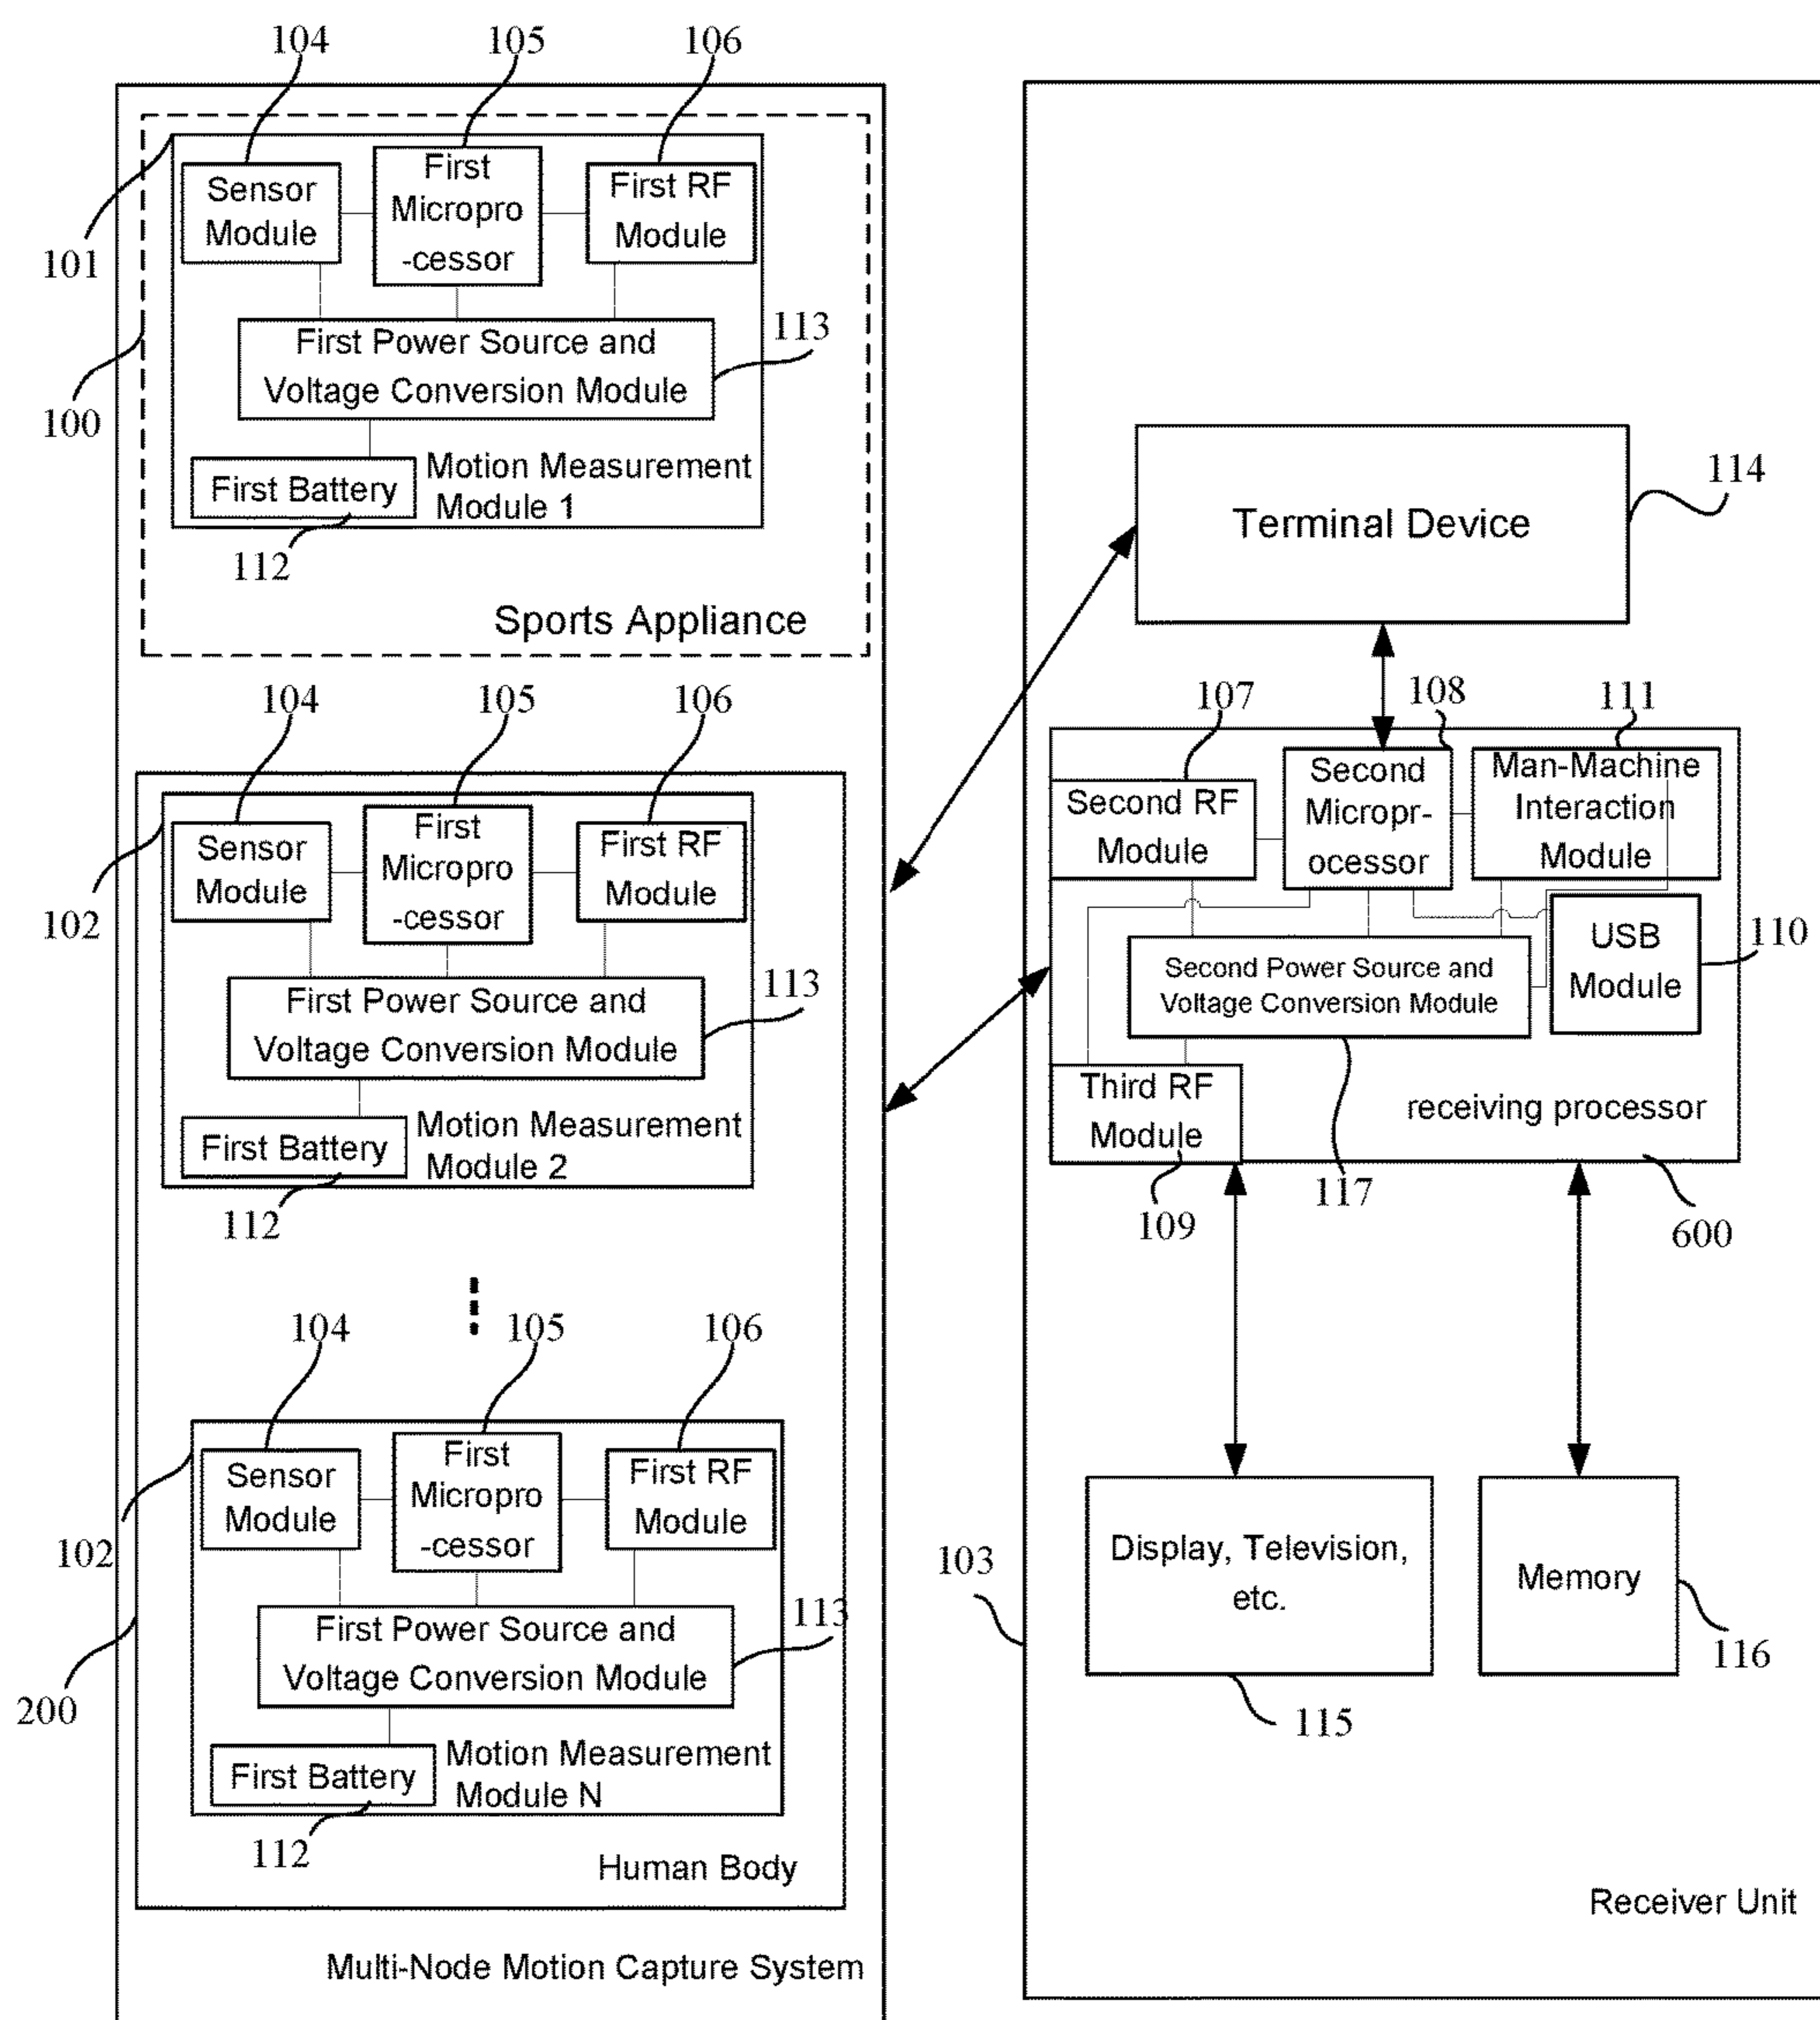 104
105
106
Sensor
Module
First
Micropro
-cessor
First RF
Module
101
First Power Source and
Voltage Conversion Module
113
100
First Battery
Motion Measurement
Module 1
112
Sports Appliance
104
105
106
Sensor
Module
First
Micropro
-cessor
First RF
Module
102
First Power Source and
Voltage Conversion Module
113
First Battery
Motion Measurement
Module 2
112
104
105
106
Sensor
Module
First
Micropro
-cessor
First RF
Module
102
First Power Source and
Voltage Conversion Module
113
200
First Battery
Motion Measurement
Module N
112
Human Body
Multi-Node Motion Capture System
Terminal Device
114
107
108
111
Second RF
Module
Second
Micropr-
ocessor
Man-Machine
Interaction
Module
USB
Module
110
Second Power Source and
Voltage Conversion Module
Third RF
Module
receiving processor
109
117
600
103
Display, Television,
etc.
115
Memory
116
Receiver Unit